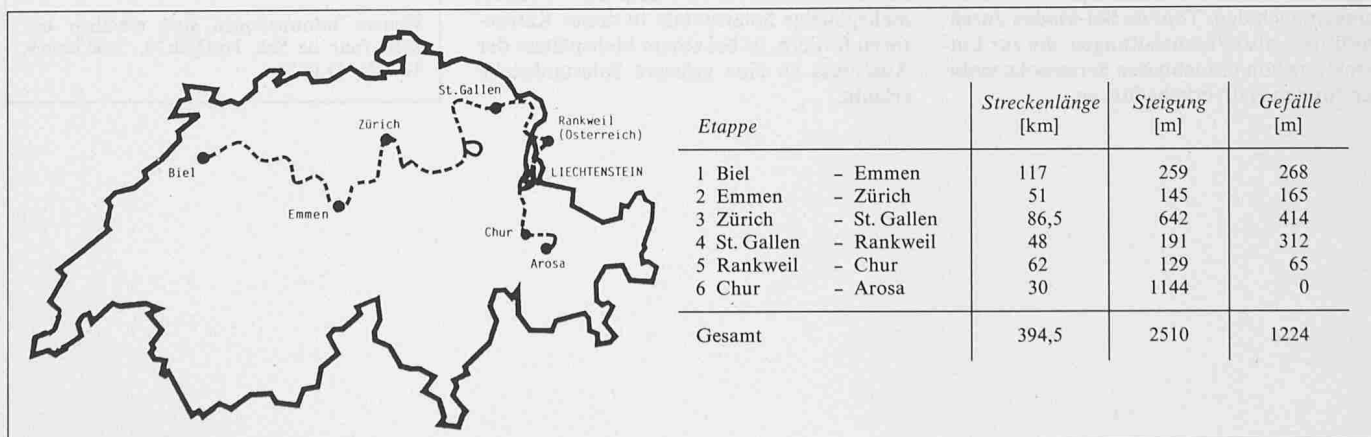 St.Gallen
Zürich
Rankweil
(Österreich)
Biel
LIECHTENSTEIN
Emmen
Chur
Arosa
Etappe Streckenlänge [km] Steigung [m] Gefälle [m]
1 Biel – Emmen 117 259 268
2 Emmen – Zürich 51 145 165
3 Zürich – St. Gallen 86,5 642 414
4 St. Gallen – Rankweil 48 191 312
5 Rankweil – Chur 62 129 65
6 Chur – Arosa 30 1144 0
Gesamt 394,5 2510 1224